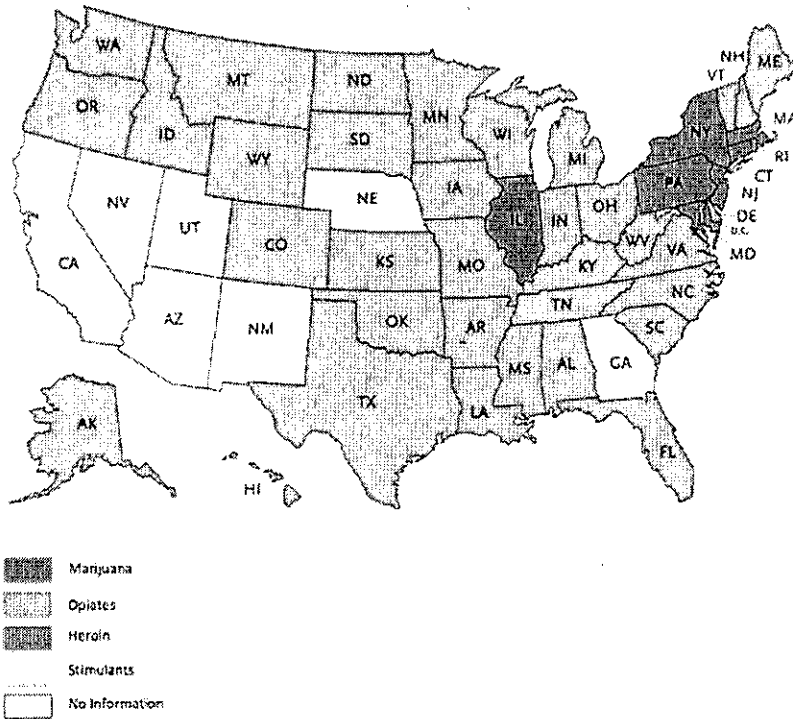 WA
MT
ND
MN
OR
ID
SD
WI
MI
NY
VT
NH
ME
MA
RI
CT
NJ
DE
D.C.
MD
WY
NE
IA
IL
IN
OH
PA
NV
UT
CO
KS
MO
KY
WV
VA
CA
AZ
NM
OK
AR
TN
NC
SC
TX
LA
MS
AL
GA
FL
AK
HI
Marijuana
Opiates
Heroin
Stimulants
No Information